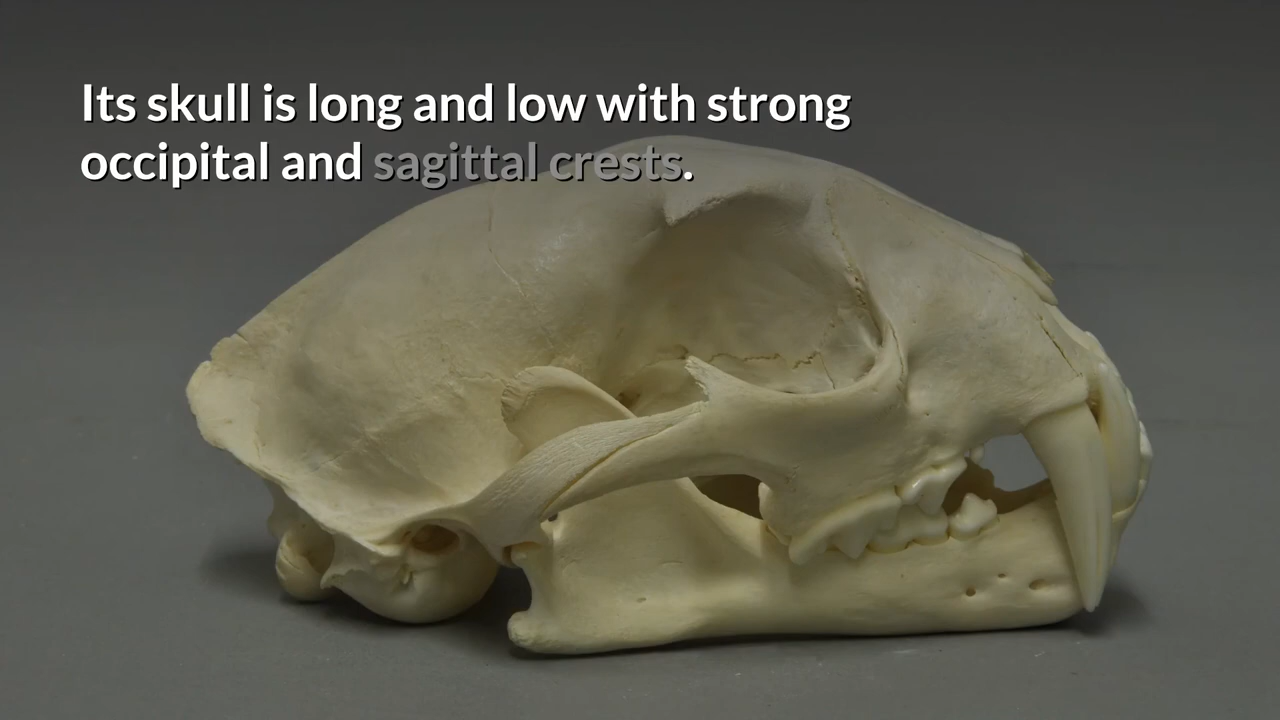 Its skull is long and low with strong
occipital and sagittal crests.